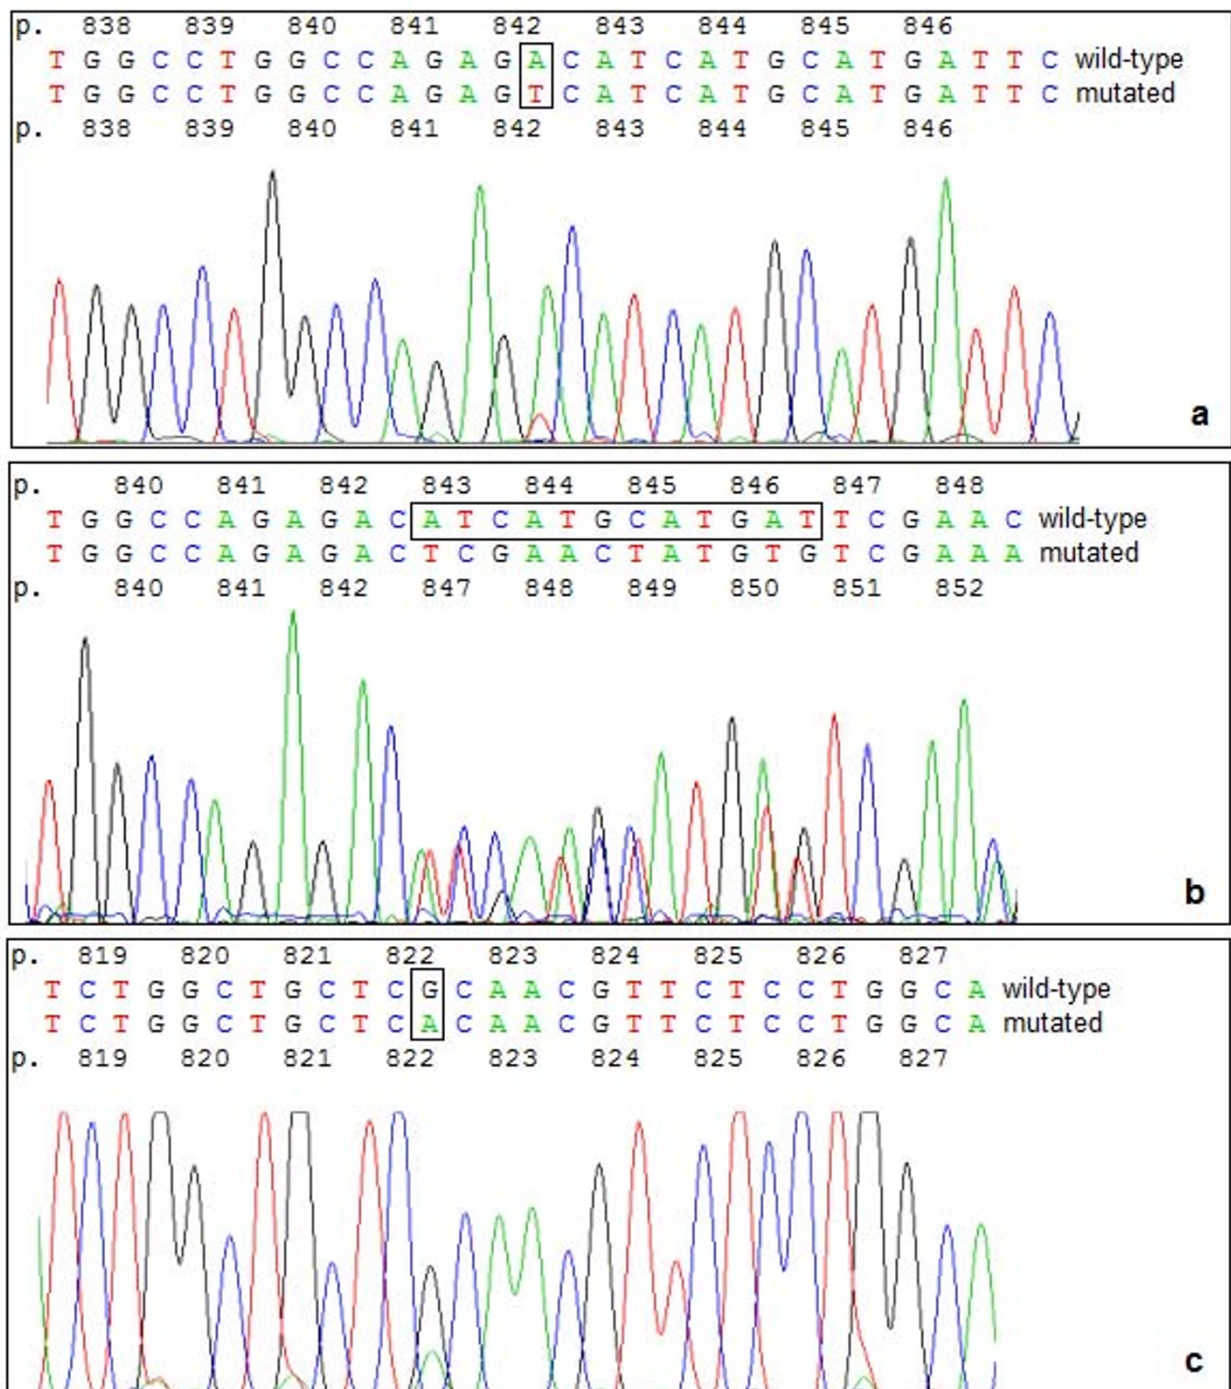 p. 838 839 840 841 842 843 844 845 846
T G G C C T G G C C A G A G A C A T C A T G C A T G A T T C wild-type
T G G C C T G G C C A G A G T C A T C A T G C A T G A T T C mutated
p. 838 839 840 841 842 843 844 845 846
a
p. 840 841 842 843 844 845 846 847 848
T G G C C A G A G A C A T C A T G C A T G A T T C G A A C wild-type
T G G C C A G A G A C T C G A A C T A T G T G T C G A A A mutated
p. 840 841 842 847 848 849 850 851 852
b
p. 819 820 821 822 823 824 825 826 827
T C T G G C T G C T C G C A A C G T T C T C C T G G C A wild-type
T C T G G C T G C T C A C A A C G T T C T C C T G G C A mutated
p. 819 820 821 822 823 824 825 826 827
c